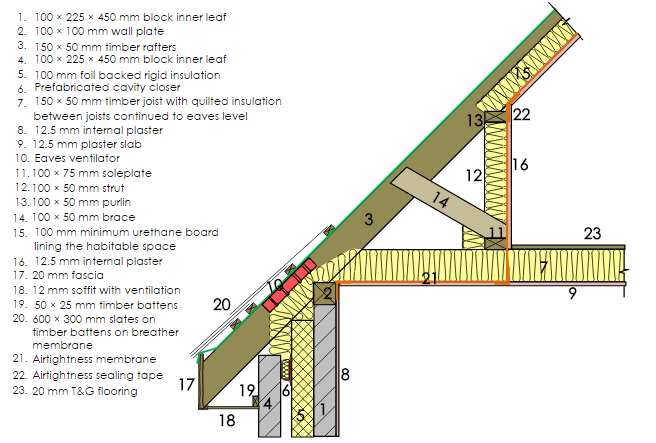 1. 100 × 225 × 450 mm block inner leaf
2. 100 × 100 mm wall plate
3. 150 × 50 mm timber rafters
4. 100 × 225 × 450 mm block inner leaf
5. 100 mm foil backed rigid insulation
6. Prefabricated cavity closer
7. 150 × 50 mm timber joist with quilted insulation
between joists continued to eaves level
8. 12.5 mm internal plaster
9. 12.5 mm plaster slab
10. Eaves ventilator
11. 100 × 75 mm soleplate
12. 100 × 50 mm strut
13. 100 × 50 mm purlin
14. 100 × 50 mm brace
15. 100 mm minimum urethane board
lining the habitable space
16. 12.5 mm internal plaster
17. 20 mm fascia
18. 12 mm soffit with ventilation
19. 50 × 25 mm timber battens
20. 600 × 300 mm slates on
timber battens on breather
membrane
21. Airtightness membrane
22. Airtightness sealing tape
23. 20 mm T&G flooring
15
13
22
12
16
14
3
11
23
7
21
9
10
2
20
17
19
4
6
5
1
8
18